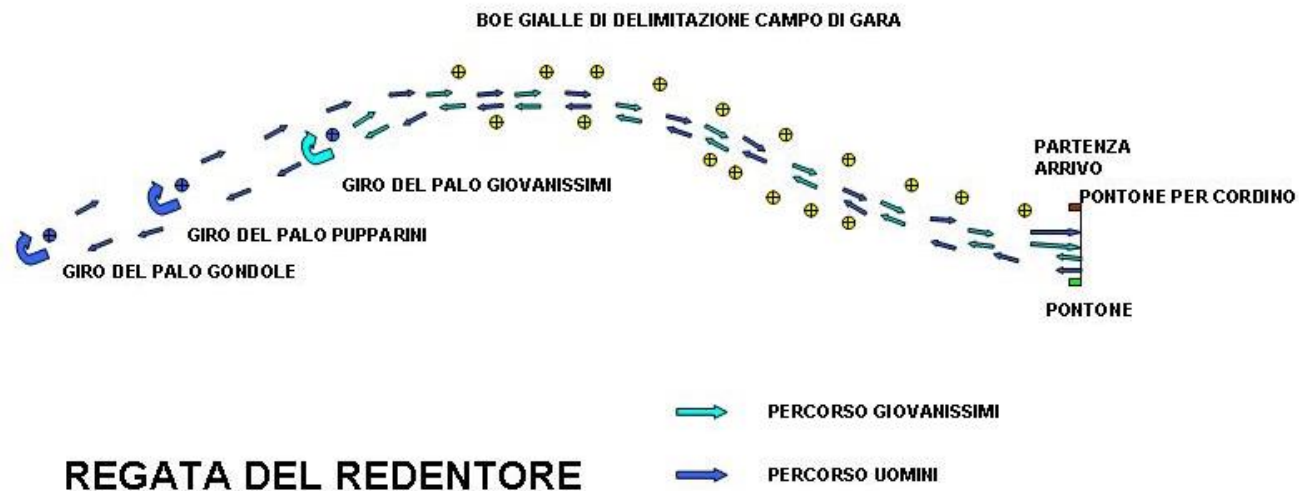 BOE GIALLE DI DELIMITAZIONE CAMPO DI GARA
PARTENZA
ARRIVO
PONTONE PER CORDINO
GIRO DEL PALO GIOVANISSIMI
GIRO DEL PALO PUPPARINI
GIRO DEL PALO GONDOLE
PONTONE
PERCORSO GIOVANISSIMI
REGATA DEL REDENTORE
PERCORSO UOMINI